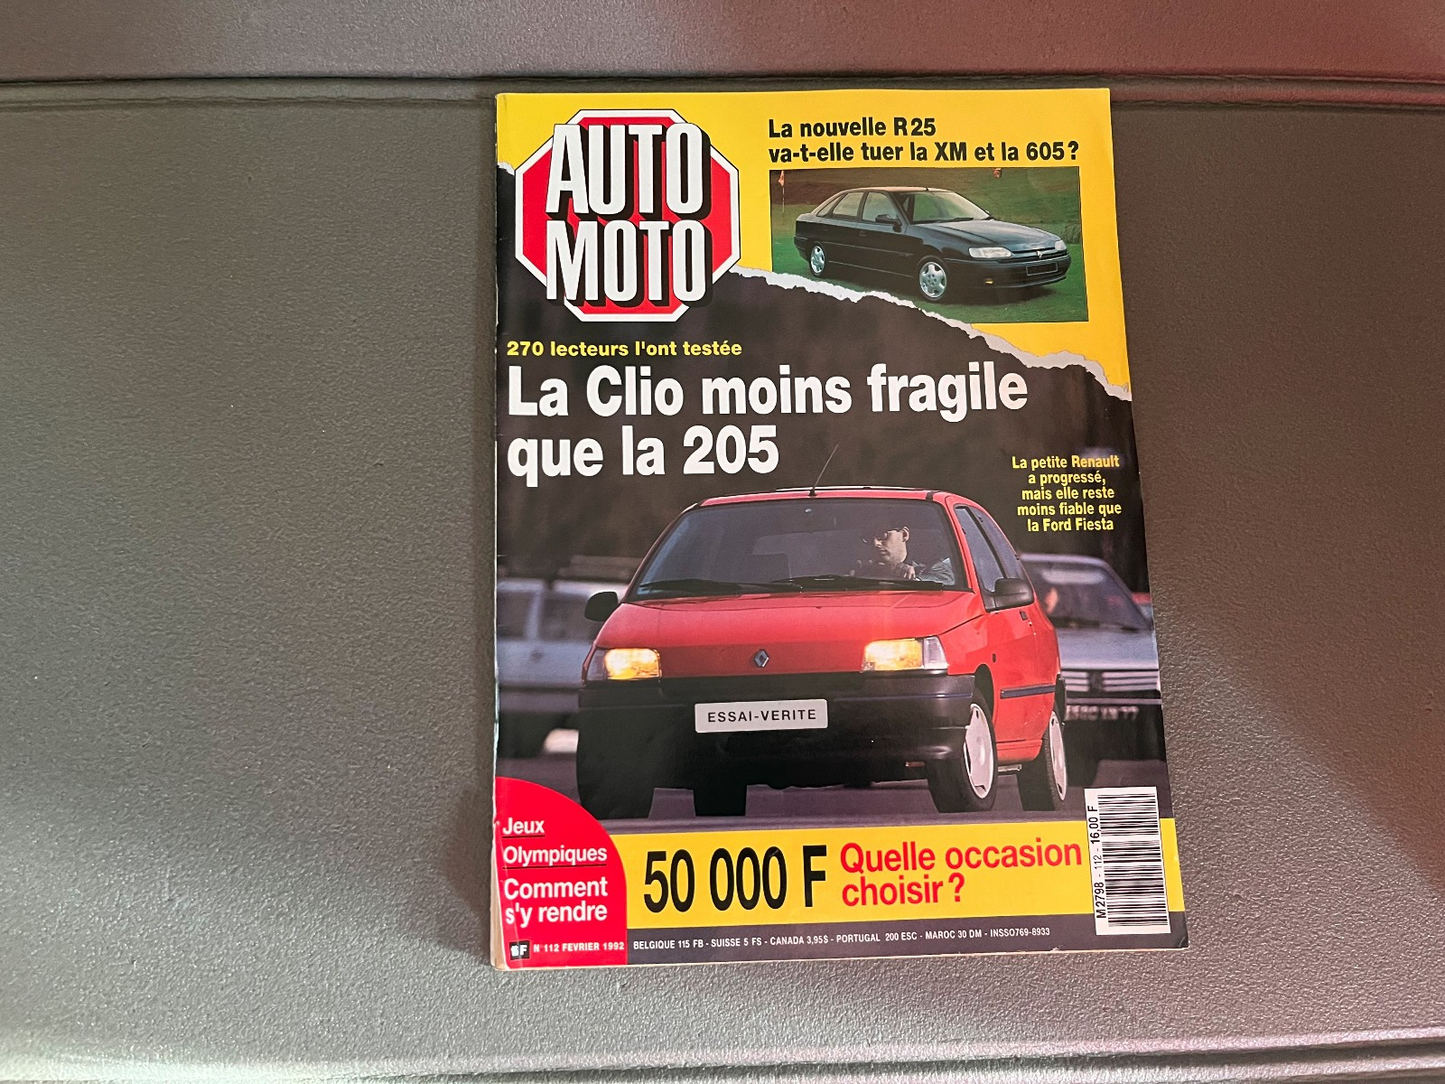 AUTO
MOTO
La nouvelle R25
va-t-elle tuer la XM et la 605?
270 lecteurs l'ont testée
La Clio moins fragile
que la 205
La petite Renault
a progressé,
mais elle reste
moins fiable que
la Ford Fiesta
ESSAI-VERITE
Jeux
Olympiques
Comment
s'y rendre
50 000 F
Quelle occasion
choisir?
M2798 - 112 - 16,00 F
N°112 FEVRIER 1992
BELGIQUE 115 FB - SUISSE 5 FS - CANADA 3,95$ - PORTUGAL 200 ESC - MAROC 30 DM - INSSO769-8933